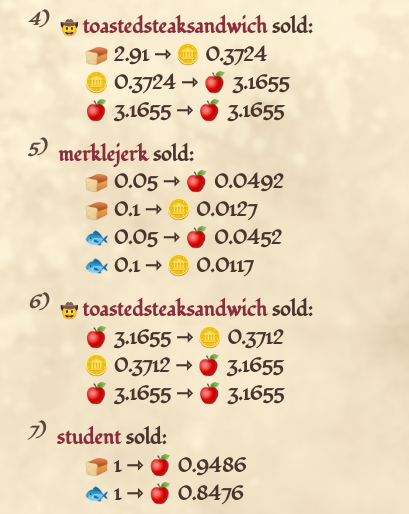 4) 🤠 toastedsteaksandwich sold:
🍞 2.91 → 🪙 0.3724
🪙 0.3724 → 🍎 3.1655
🍎 3.1655 → 🍎 3.1655
5) merklejerk sold:
🍞 0.05 → 🍎 0.0492
🍞 0.1 → 🪙 0.0127
🐟 0.05 → 🍎 0.0452
🐟 0.1 → 🪙 0.0117
6) 🤠 toastedsteaksandwich sold:
🍎 3.1655 → 🪙 0.3712
🪙 0.3712 → 🍎 3.1655
🍎 3.1655 → 🍎 3.1655
7) student sold:
🍞 1 → 🍎 0.9486
🐟 1 → 🍎 0.8476